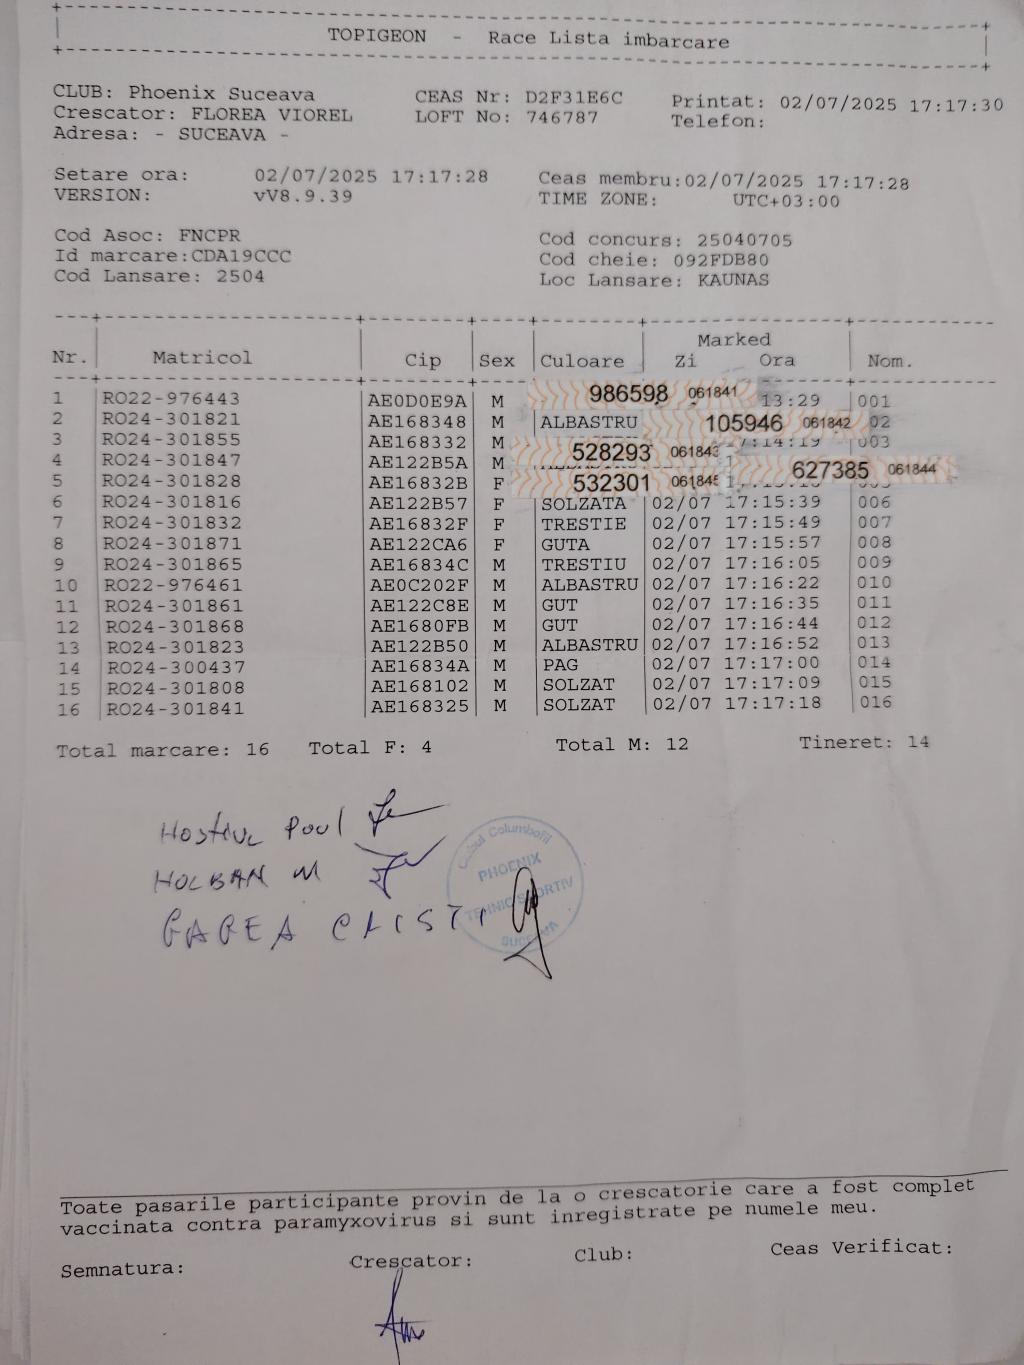 TOPIGEON - Race Lista imbarcare
CLUB: Phoenix Suceava CEAS Nr: D2F31E6C Printat: 02/07/2025 17:17:30
Crescator: FLOREA VIOREL LOFT No: 746787 Telefon:
Adresa: - SUCEAVA -
Setare ora: 02/07/2025 17:17:28 Ceas membru:02/07/2025 17:17:28
VERSION: vV8.9.39 TIME ZONE: UTC+03:00
Cod Asoc: FNCPR Cod concurs: 25040705
Id marcare:CDA19CCC Cod cheie: 092FDB80
Cod Lansare: 2504 Loc Lansare: KAUNAS
Marked
Nr. Matricol Cip Sex Culoare Zi Ora Nom.
1 RO22-976443 AE0D0E9A M 986598 061841 13:29 001
2 RO24-301821 AE168348 M ALBASTRU 105946 061842 02
3 RO24-301855 AE168332 M 528293 061843 003
4 RO24-301847 AE122B5A M 627385 061844
5 RO24-301828 AE16832B F 532301 061845
6 RO24-301816 AE122B57 F SOLZATA 02/07 17:15:39 006
7 RO24-301832 AE16832F F TRESTIE 02/07 17:15:49 007
8 RO24-301871 AE122CA6 F GUTA 02/07 17:15:57 008
9 RO24-301865 AE16834C M TRESTIU 02/07 17:16:05 009
10 RO22-976461 AE0C202F M ALBASTRU 02/07 17:16:22 010
11 RO24-301861 AE122C8E M GUT 02/07 17:16:35 011
12 RO24-301868 AE1680FB M GUT 02/07 17:16:44 012
13 RO24-301823 AE122B50 M ALBASTRU 02/07 17:16:52 013
14 RO24-300437 AE16834A M PAG 02/07 17:17:00 014
15 RO24-301808 AE168102 M SOLZAT 02/07 17:17:09 015
16 RO24-301841 AE168325 M SOLZAT 02/07 17:17:18 016
Total marcare: 16 Total F: 4 Total M: 12 Tineret: 14
HOLBAN M
GAGEA CRISTI
Clubul Columbofil
PHOENIX
TEHNIC SPORTIV
SUCEAVA
Toate pasarile participante provin de la o crescatorie care a fost complet
vaccinata contra paramyxovirus si sunt inregistrate pe numele meu.
Semnatura: Crescator: Club: Ceas Verificat: